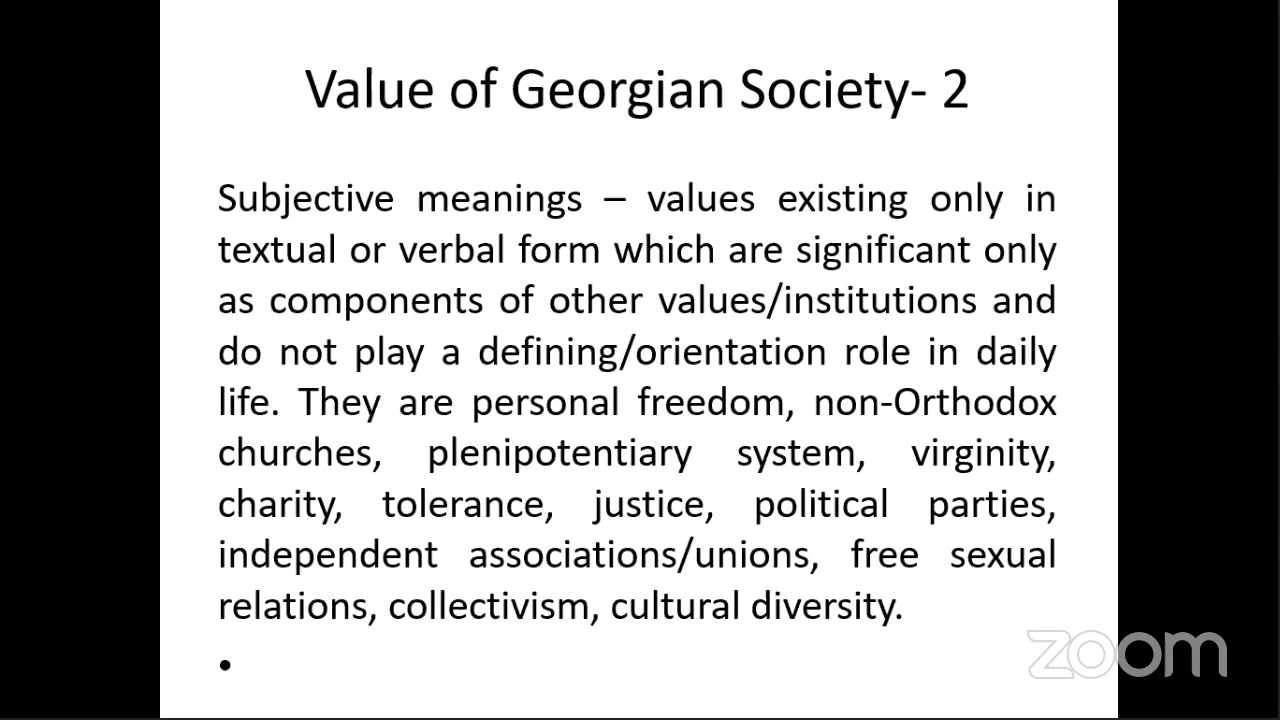 Value of Georgian Society- 2
Subjective meanings – values existing only in
textual or verbal form which are significant only
as components of other values/institutions and
do not play a defining/orientation role in daily
life. They are personal freedom, non-Orthodox
churches, plenipotentiary system, virginity,
charity, tolerance, justice, political parties,
independent associations/unions, free sexual
relations, collectivism, cultural diversity.
•
zoom